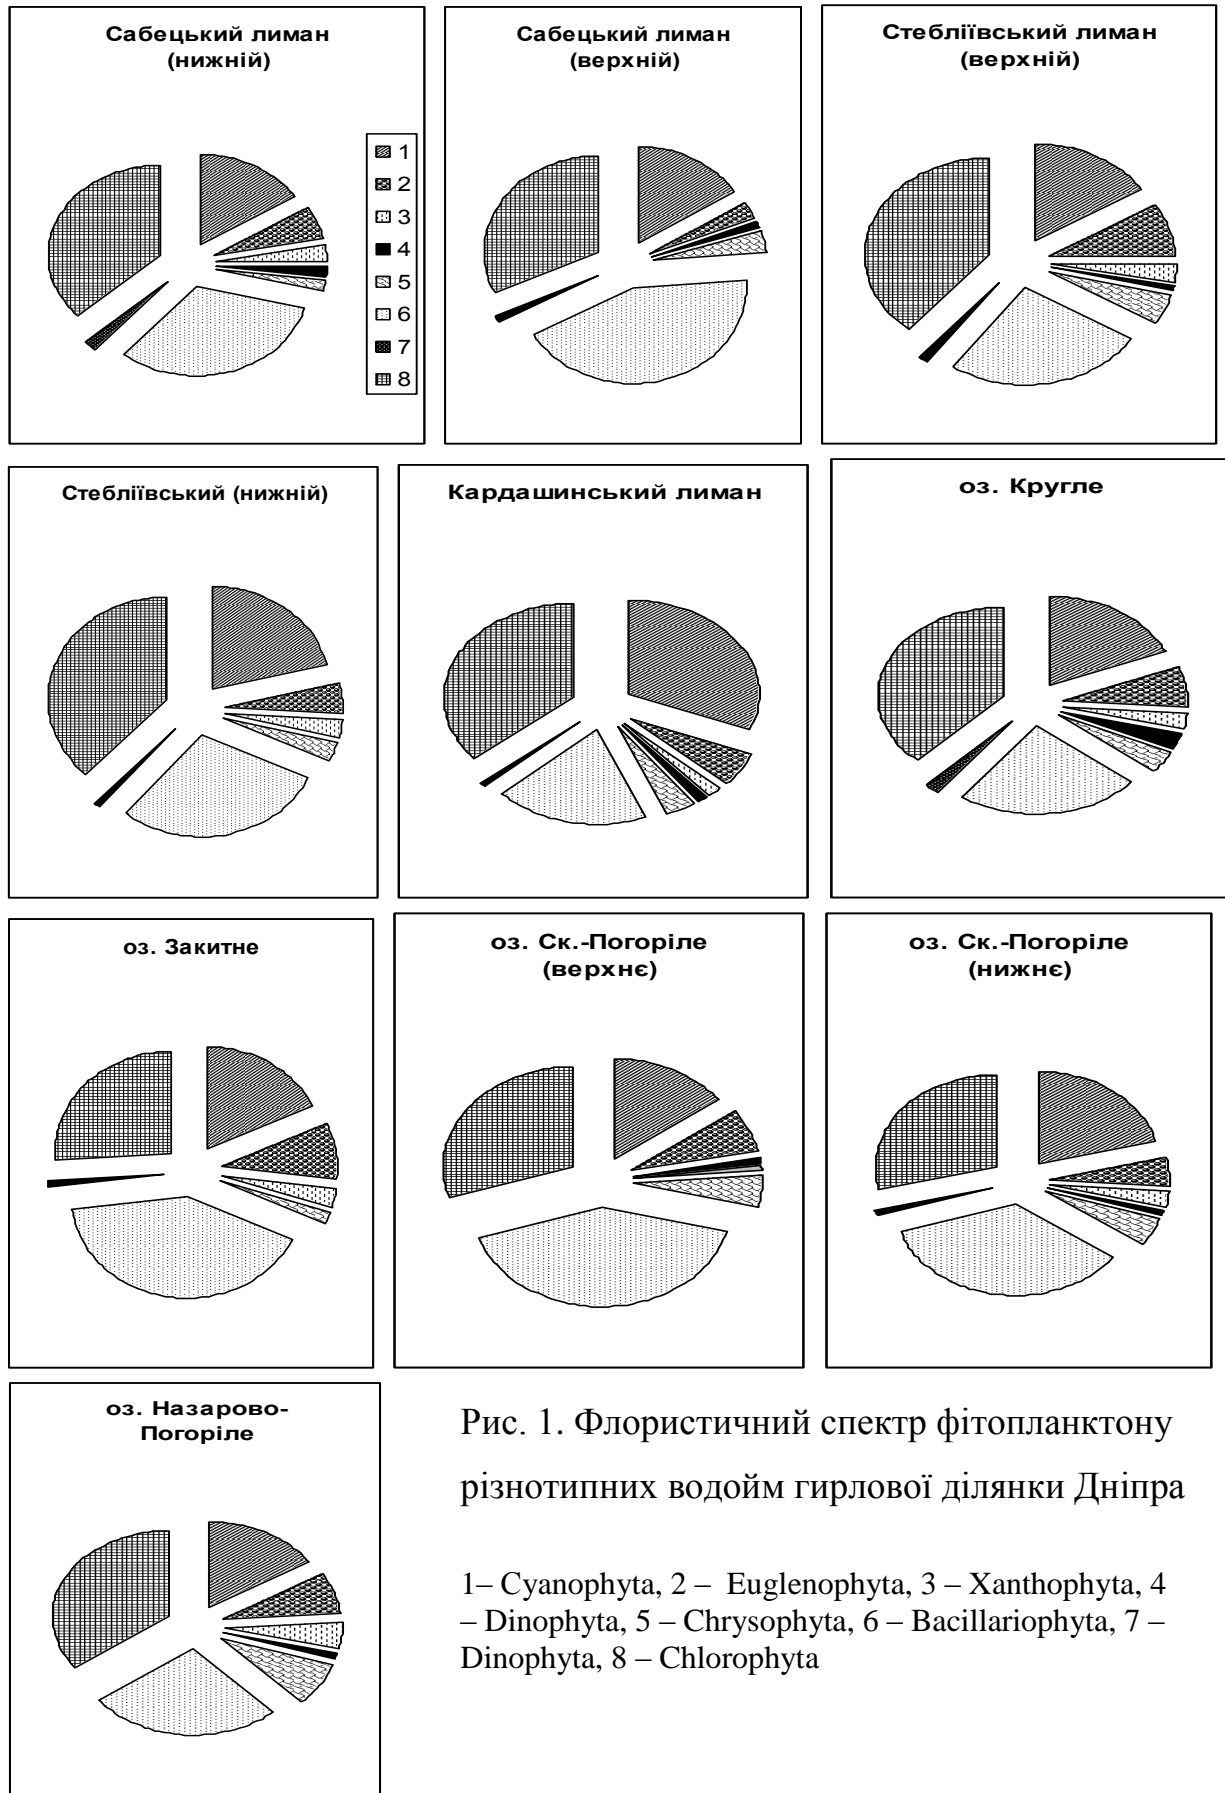 Сабецький лиман
(нижній)
1
2
3
4
5
6
7
8
Сабецький лиман
(верхній)
Стебліївський лиман
(верхній)
Стебліївський (нижній)
Кардашинський лиман
оз. Кругле
оз. Закитне
оз. Ск.-Погоріле
(верхнє)
оз. Ск.-Погоріле
(нижнє)
оз. Назарово-
Погоріле
Рис. 1. Флористичний спектр фітопланктону
різнотипних водойм гирлової ділянки Дніпра
1– Cyanophyta, 2 – Euglenophyta, 3 – Xanthophyta, 4
– Dinophyta, 5 – Chrysophyta, 6 – Bacillariophyta, 7 –
Dinophyta, 8 – Chlorophyta